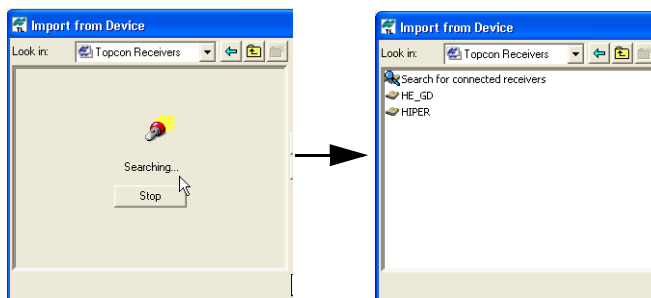 Import from Device
Look in: Topcon Receivers
Searching...
Stop
Import from Device
Look in: Topcon Receivers
Search for connected receivers
HE_GD
HIPER